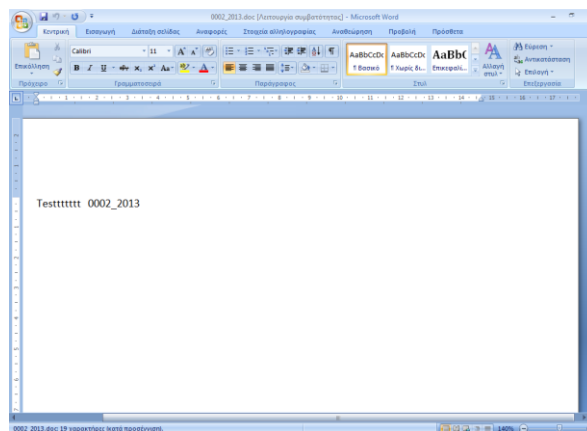 0002_2013.doc [Λειτουργία συμβατότητας] - Microsoft Word
Κεντρική Εισαγωγή Διάταξη σελίδας Αναφορές Στοιχεία αλληλογραφίας Αναθεώρηση Προβολή Πρόσθετα
Επικόλληση
Calibri 11
AaBbCcDc AaBbCcDc AaBbC
¶ Βασικό ¶ Χωρίς δι... Επικεφαλί...
Αλλαγή στυλ
Εύρεση
Αντικατάσταση
Επιλογή
Πρόχειρο Γραμματοσειρά Παράγραφος Στυλ Επεξεργασία
Testttttt 0002_2013
0002_2013.doc: 19 χαρακτήρες (κατά προσέγγιση).
140%